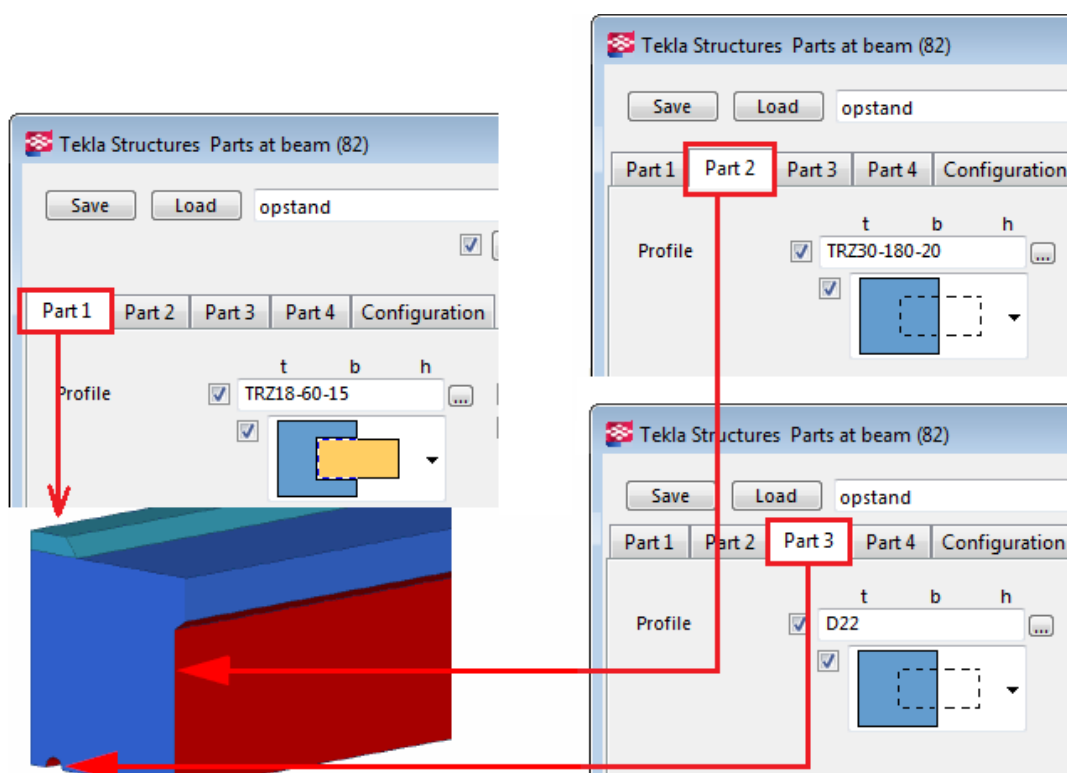 Tekla Structures Parts at beam (82)
Save Load opstand
Part 1 Part 2 Part 3 Part 4 Configuration
t b h
Profile TRZ18-60-15 ...
Tekla Structures Parts at beam (82)
Save Load opstand
Part 1 Part 2 Part 3 Part 4 Configuration
t b h
Profile TRZ30-180-20 ...
Tekla Structures Parts at beam (82)
Save Load opstand
Part 1 Part 2 Part 3 Part 4 Configuration
t b h
Profile D22 ...